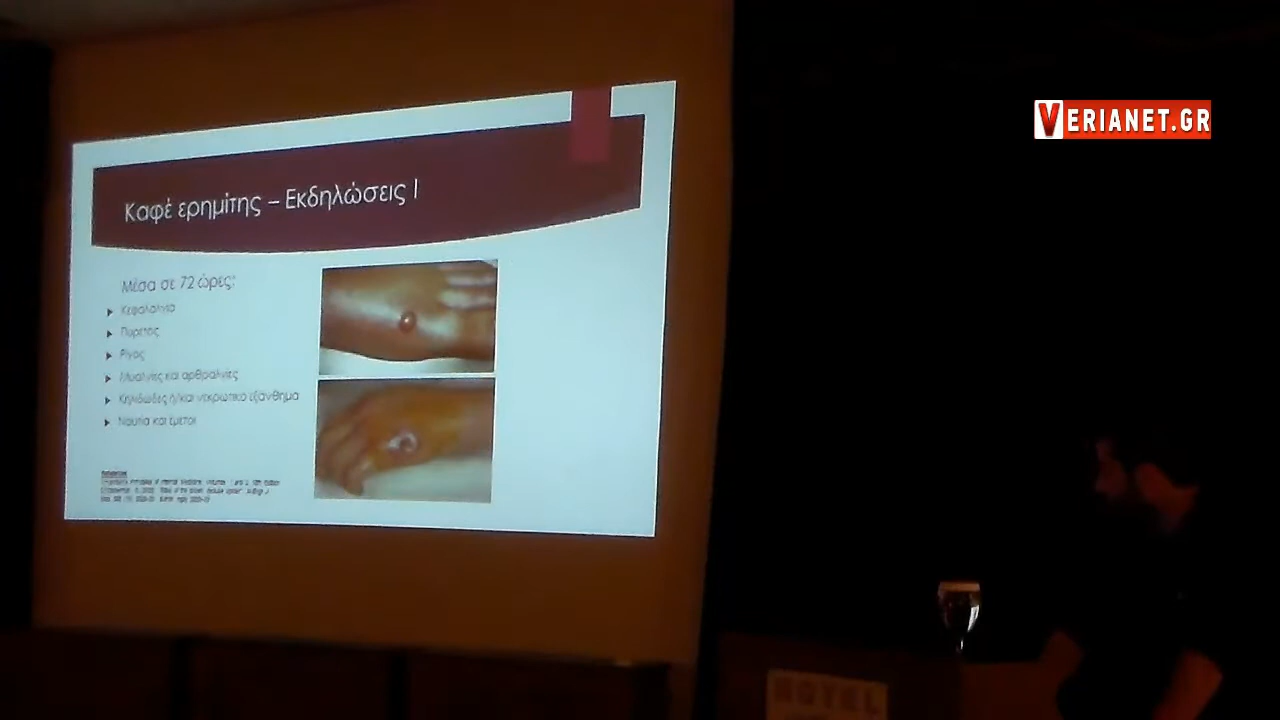 VERIANET.GR
Καφέ ερημίτης – Εκδηλώσεις Ι
Μέσα σε 72 ώρες:
Κεφαλαλγία
Πυρετός
Ρίγος
Μυαλγίες και αρθραλγίες
Κηλιδώδες ή/και νεκρωτικό εξάνθημα
Ναυτία και έμετοι
HOTEL